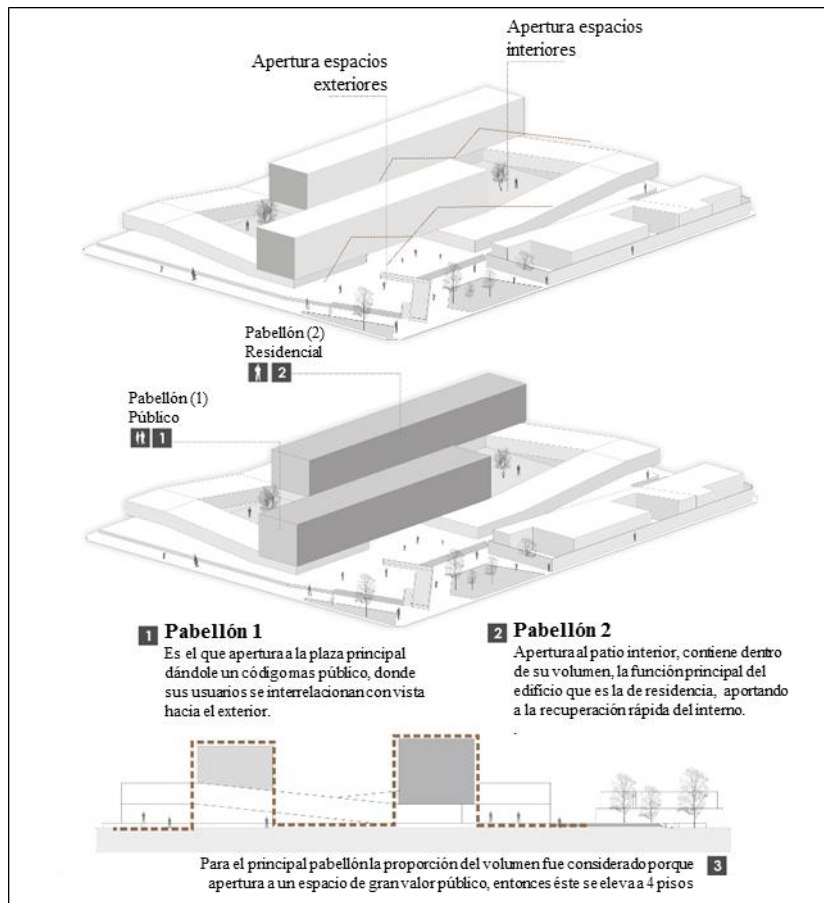 Apertura espacios
interiores
Apertura espacios
exteriores
Pabellón (2)
Residencial
2
Pabellón (1)
Público
1
1 Pabellón 1
Es el que apertura a la plaza principal
dándole un código mas público, donde
sus usuarios se interrelacionan con vista
hacia el exterior.
2 Pabellón 2
Apertura al patio interior, contiene dentro
de su volumen, la función principal del
edificio que es la de residencia, aportando
a la recuperación rápida del interno.
.
Para el principal pabellón la proporción del volumen fue considerado porque 3
apertura a un espacio de gran valor público, entonces éste se eleva a 4 pisos